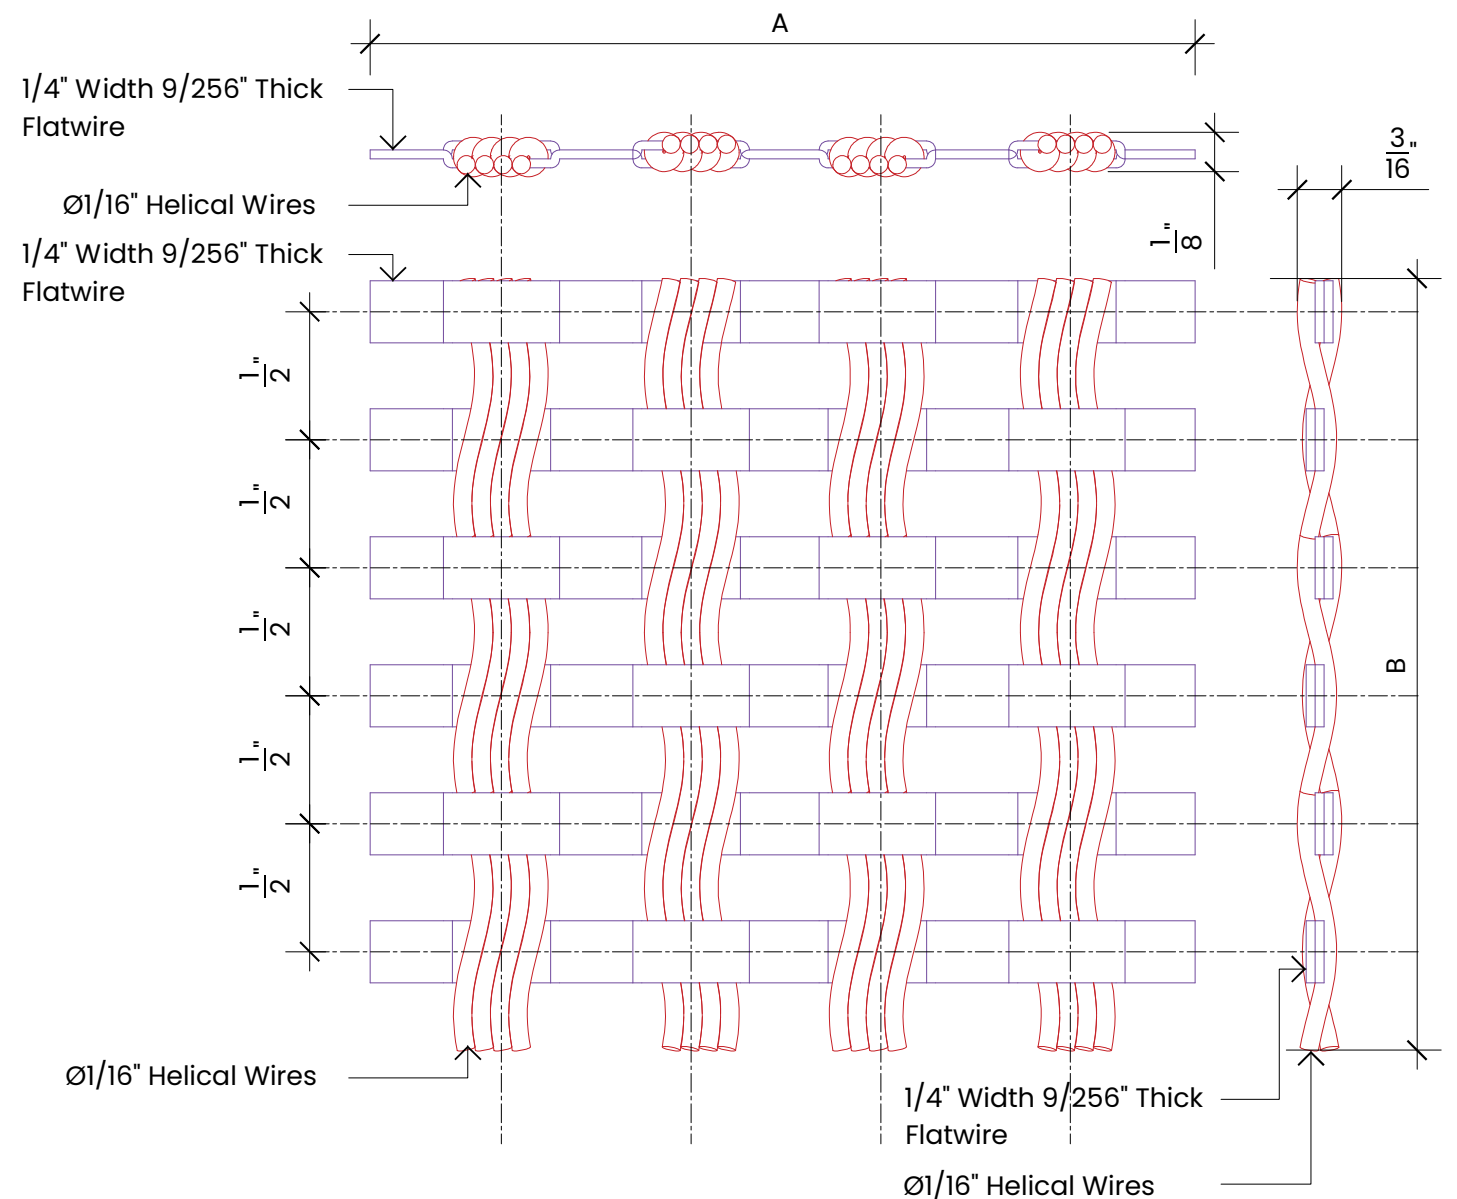 A
1/4" Width 9/256" Thick
Flatwire
3/16"
Ø1/16" Helical Wires
1/8"
1/4" Width 9/256" Thick
Flatwire
1/2"
1/2"
1/2"
B
1/2"
1/2"
Ø1/16" Helical Wires
1/4" Width 9/256" Thick
Flatwire
Ø1/16" Helical Wires